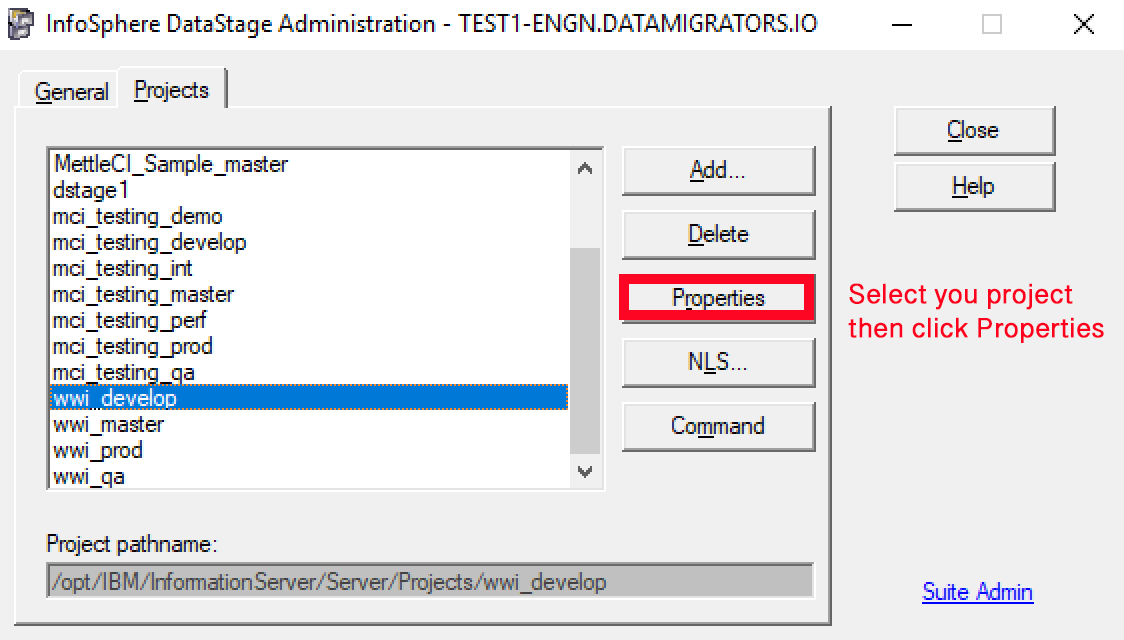 InfoSphere DataStage Administration - TEST1-ENGN.DATAMIGRATORS.IO
General
Projects
MettleCI_Sample_master
dstage1
mci_testing_demo
mci_testing_develop
mci_testing_int
mci_testing_master
mci_testing_perf
mci_testing_prod
mci_testing_qa
wwi_develop
wwi_master
wwi_prod
wwi_qa
Add...
Delete
Properties
NLS...
Command
Close
Help
Select you project
then click Properties
Project pathname:
/opt/IBM/InformationServer/Server/Projects/wwi_develop
Suite Admin